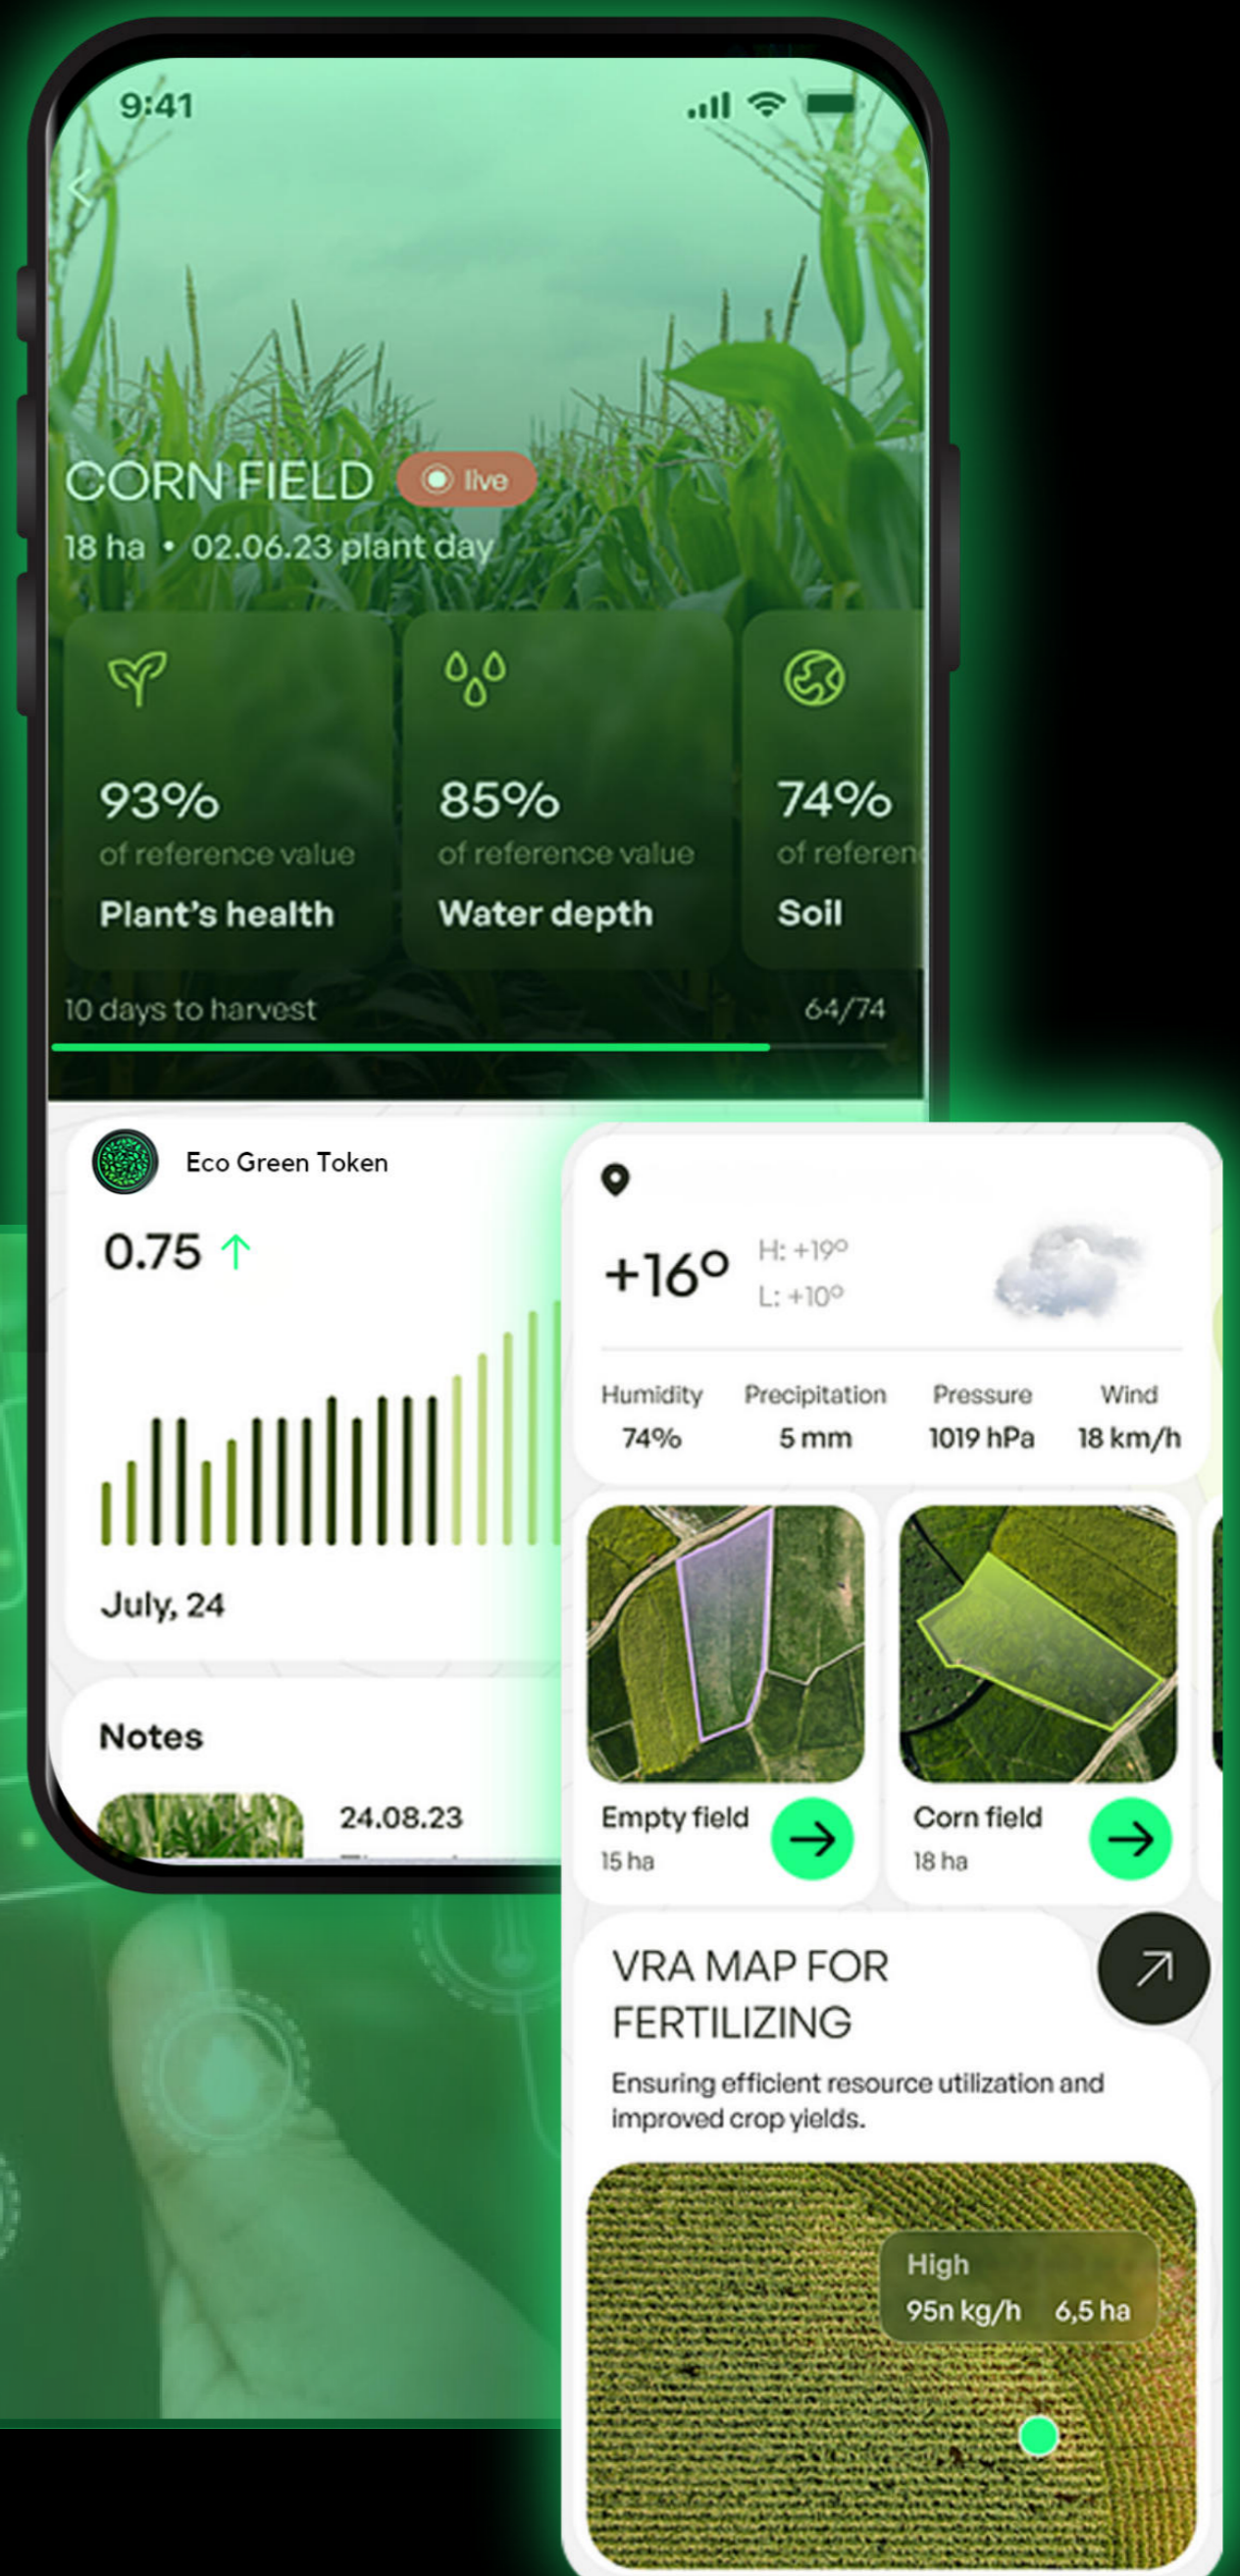 9:41
CORN FIELD live
18 ha • 02.06.23 plant day
93% 85% 74%
of reference value of reference value of referen
Plant's health Water depth Soil
10 days to harvest 64/74
Eco Green Token
0.75
July, 24
Notes
24.08.23
+16° H: +19°
L: +10°
Humidity Precipitation Pressure Wind
74% 5 mm 1019 hPa 18 km/h
Empty field Corn field
15 ha 18 ha
VRA MAP FOR
FERTILIZING
Ensuring efficient resource utilization and
improved crop yields.
High
95n kg/h 6,5 ha